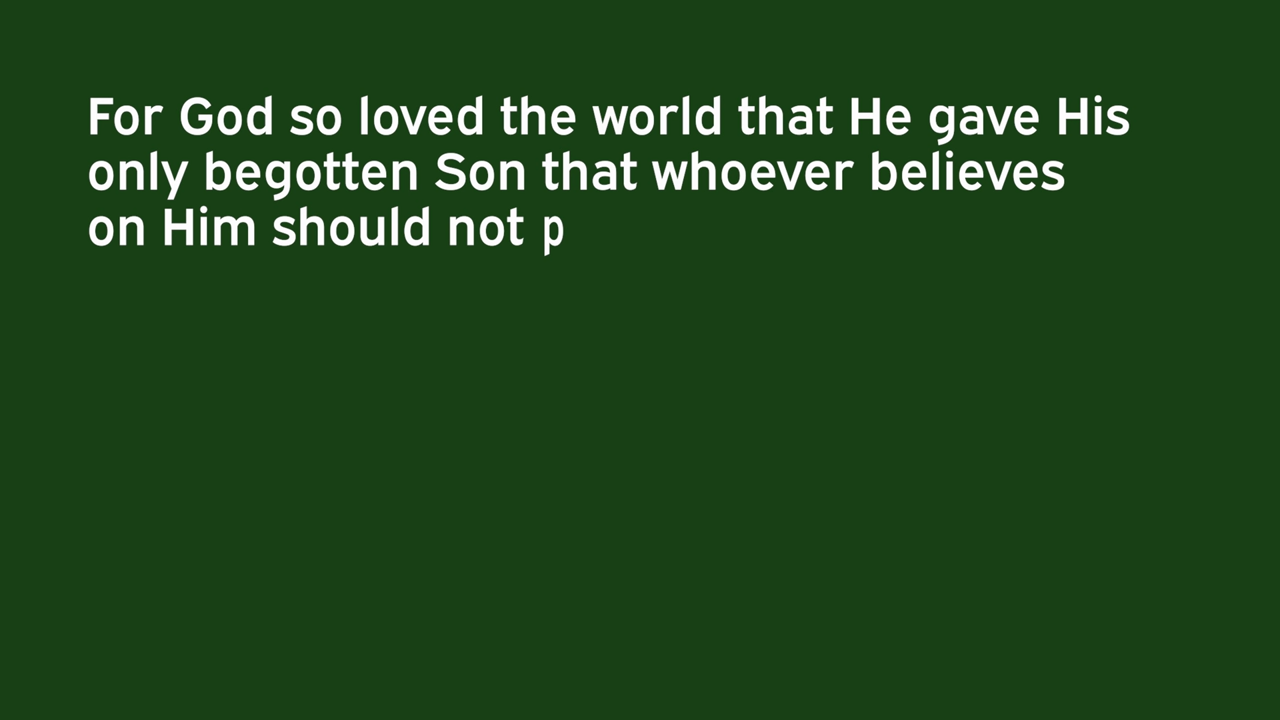 For God so loved the world that He gave His
only begotten Son that whoever believes
on Him should not p